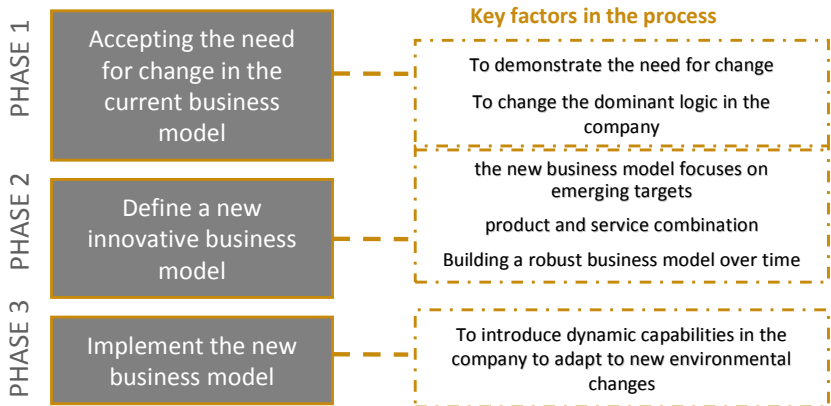 Key factors in the process
PHASE 1
Accepting the need
for change in the
current business
model
To demonstrate the need for change
To change the dominant logic in the
company
PHASE 2
Define a new
innovative business
model
the new business model focuses on
emerging targets
product and service combination
Building a robust business model over time
PHASE 3
Implement the new
business model
To introduce dynamic capabilities in the
company to adapt to new environmental
changes